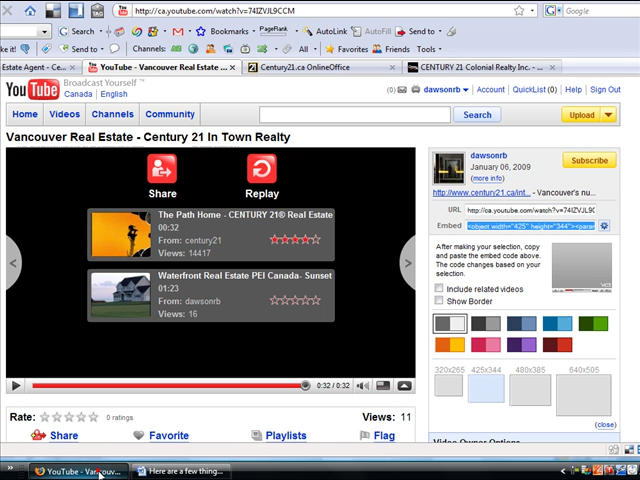 http://ca.youtube.com/watch?v=74IZVJL9CCM
Google
Search
Bookmarks
PageRank
AutoLink
AutoFill
Send to
ke it!
Channels:
All
Favorites
Friends
Tools
Estate Agent - Ce...
YouTube - Vancouver Real Estate ...
Century21.ca OnlineOffice
CENTURY 21 Colonial Realty Inc. - ...
YouTube
Broadcast Yourself™
Canada | English
(0)
dawsonrb
Account
QuickList (0)
Help
Sign Out
Home
Videos
Channels
Community
Search
Upload
Vancouver Real Estate - Century 21 In Town Realty
Share
Replay
The Path Home - CENTURY 21® Real Estate
00:32
From: century21
Views: 14417
Waterfront Real Estate PEI Canada- Sunset
01:23
From: dawsonrb
Views: 16
0:32 / 0:32
Rate:
0 ratings
Views: 11
Share
Favorite
Playlists
Flag
dawsonrb
January 06, 2009
(more info)
Subscribe
http://www.century21.ca/int... - Vancouver's nu...
URL
http://ca.youtube.com/watch?v=74IZVJL9C
Embed
<object width="425" height="344"><param
After making your selection, copy
and paste the embed code above.
The code changes based on your
selection.
Include related videos
Show Border
320x265
425x344
480x385
640x505
(close)
Video Owner Options
YouTube - Vancouv...
Here are a few thing...